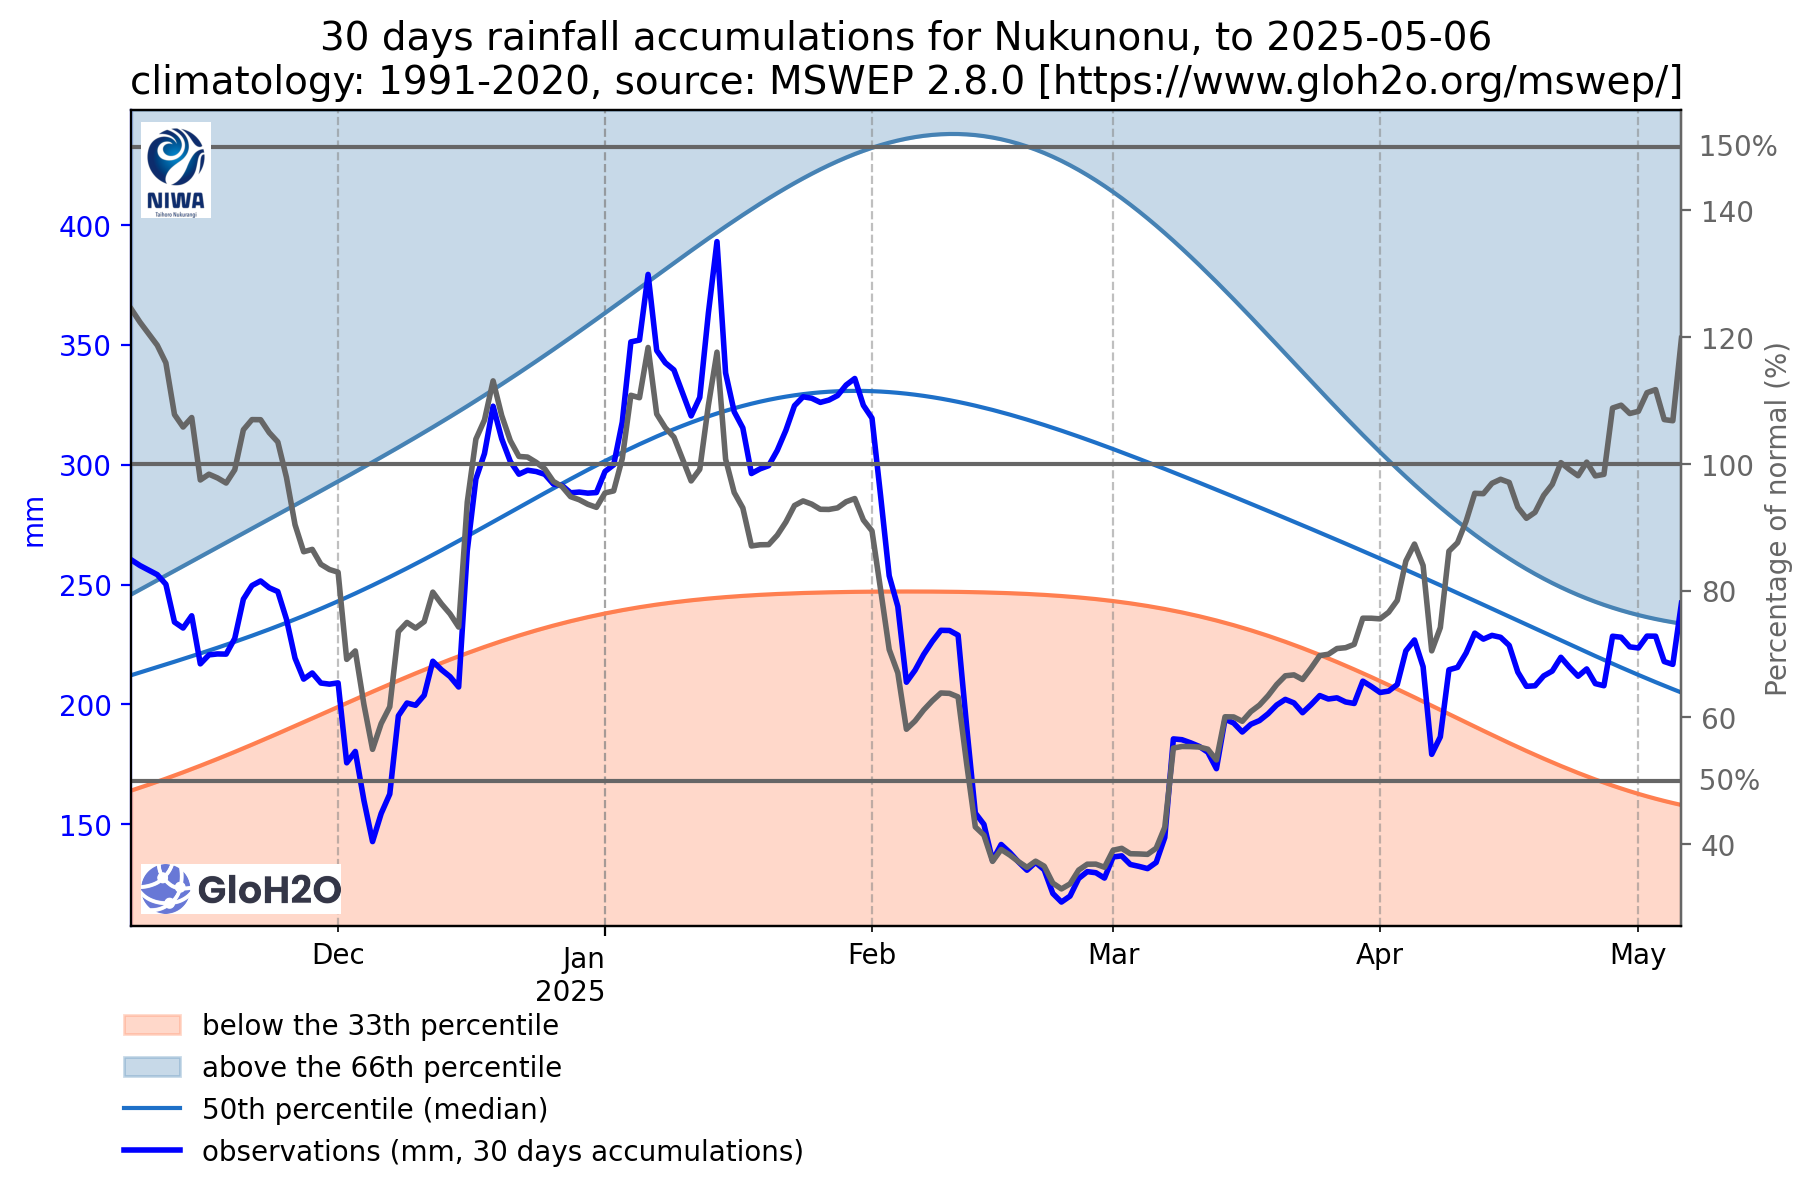 30 days rainfall accumulations for Nukunonu, to 2025-05-06
climatology: 1991-2020, source: MSWEP 2.8.0 [https://www.gloh2o.org/mswep/]
NIWA
Taihoro Nukurangi
150%
140
120
100
80
60
50%
40
Percentage of normal (%)
400
350
300
250
200
150
mm
GloH2O
Dec
Jan
2025
Feb
Mar
Apr
May
below the 33th percentile
above the 66th percentile
50th percentile (median)
observations (mm, 30 days accumulations)